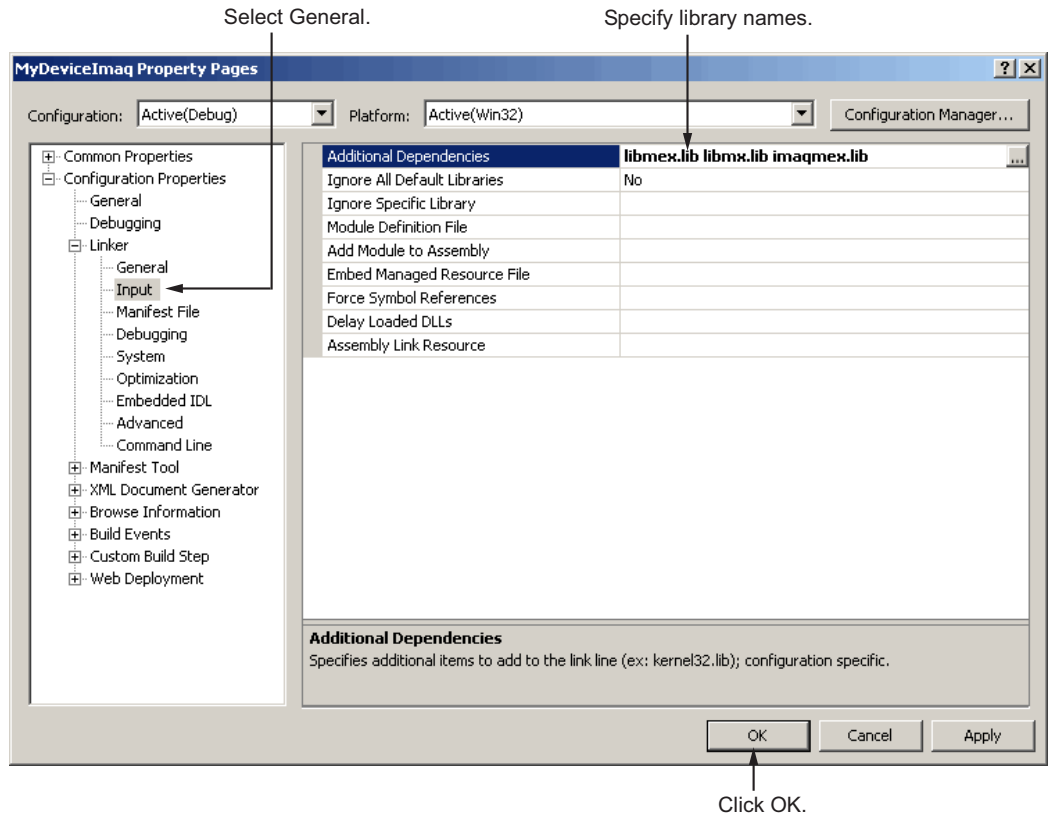 Select General.
Specify library names.
MyDeviceImaq Property Pages
Configuration: Active(Debug) Platform: Active(Win32) Configuration Manager...
Common Properties
Configuration Properties
General
Debugging
Linker
General
Input
Manifest File
Debugging
System
Optimization
Embedded IDL
Advanced
Command Line
Manifest Tool
XML Document Generator
Browse Information
Build Events
Custom Build Step
Web Deployment
Additional Dependencies libmex.lib libmx.lib imaqmex.lib ...
Ignore All Default Libraries No
Ignore Specific Library
Module Definition File
Add Module to Assembly
Embed Managed Resource File
Force Symbol References
Delay Loaded DLLs
Assembly Link Resource
Additional Dependencies
Specifies additional items to add to the link line (ex: kernel32.lib); configuration specific.
OK Cancel Apply
Click OK.